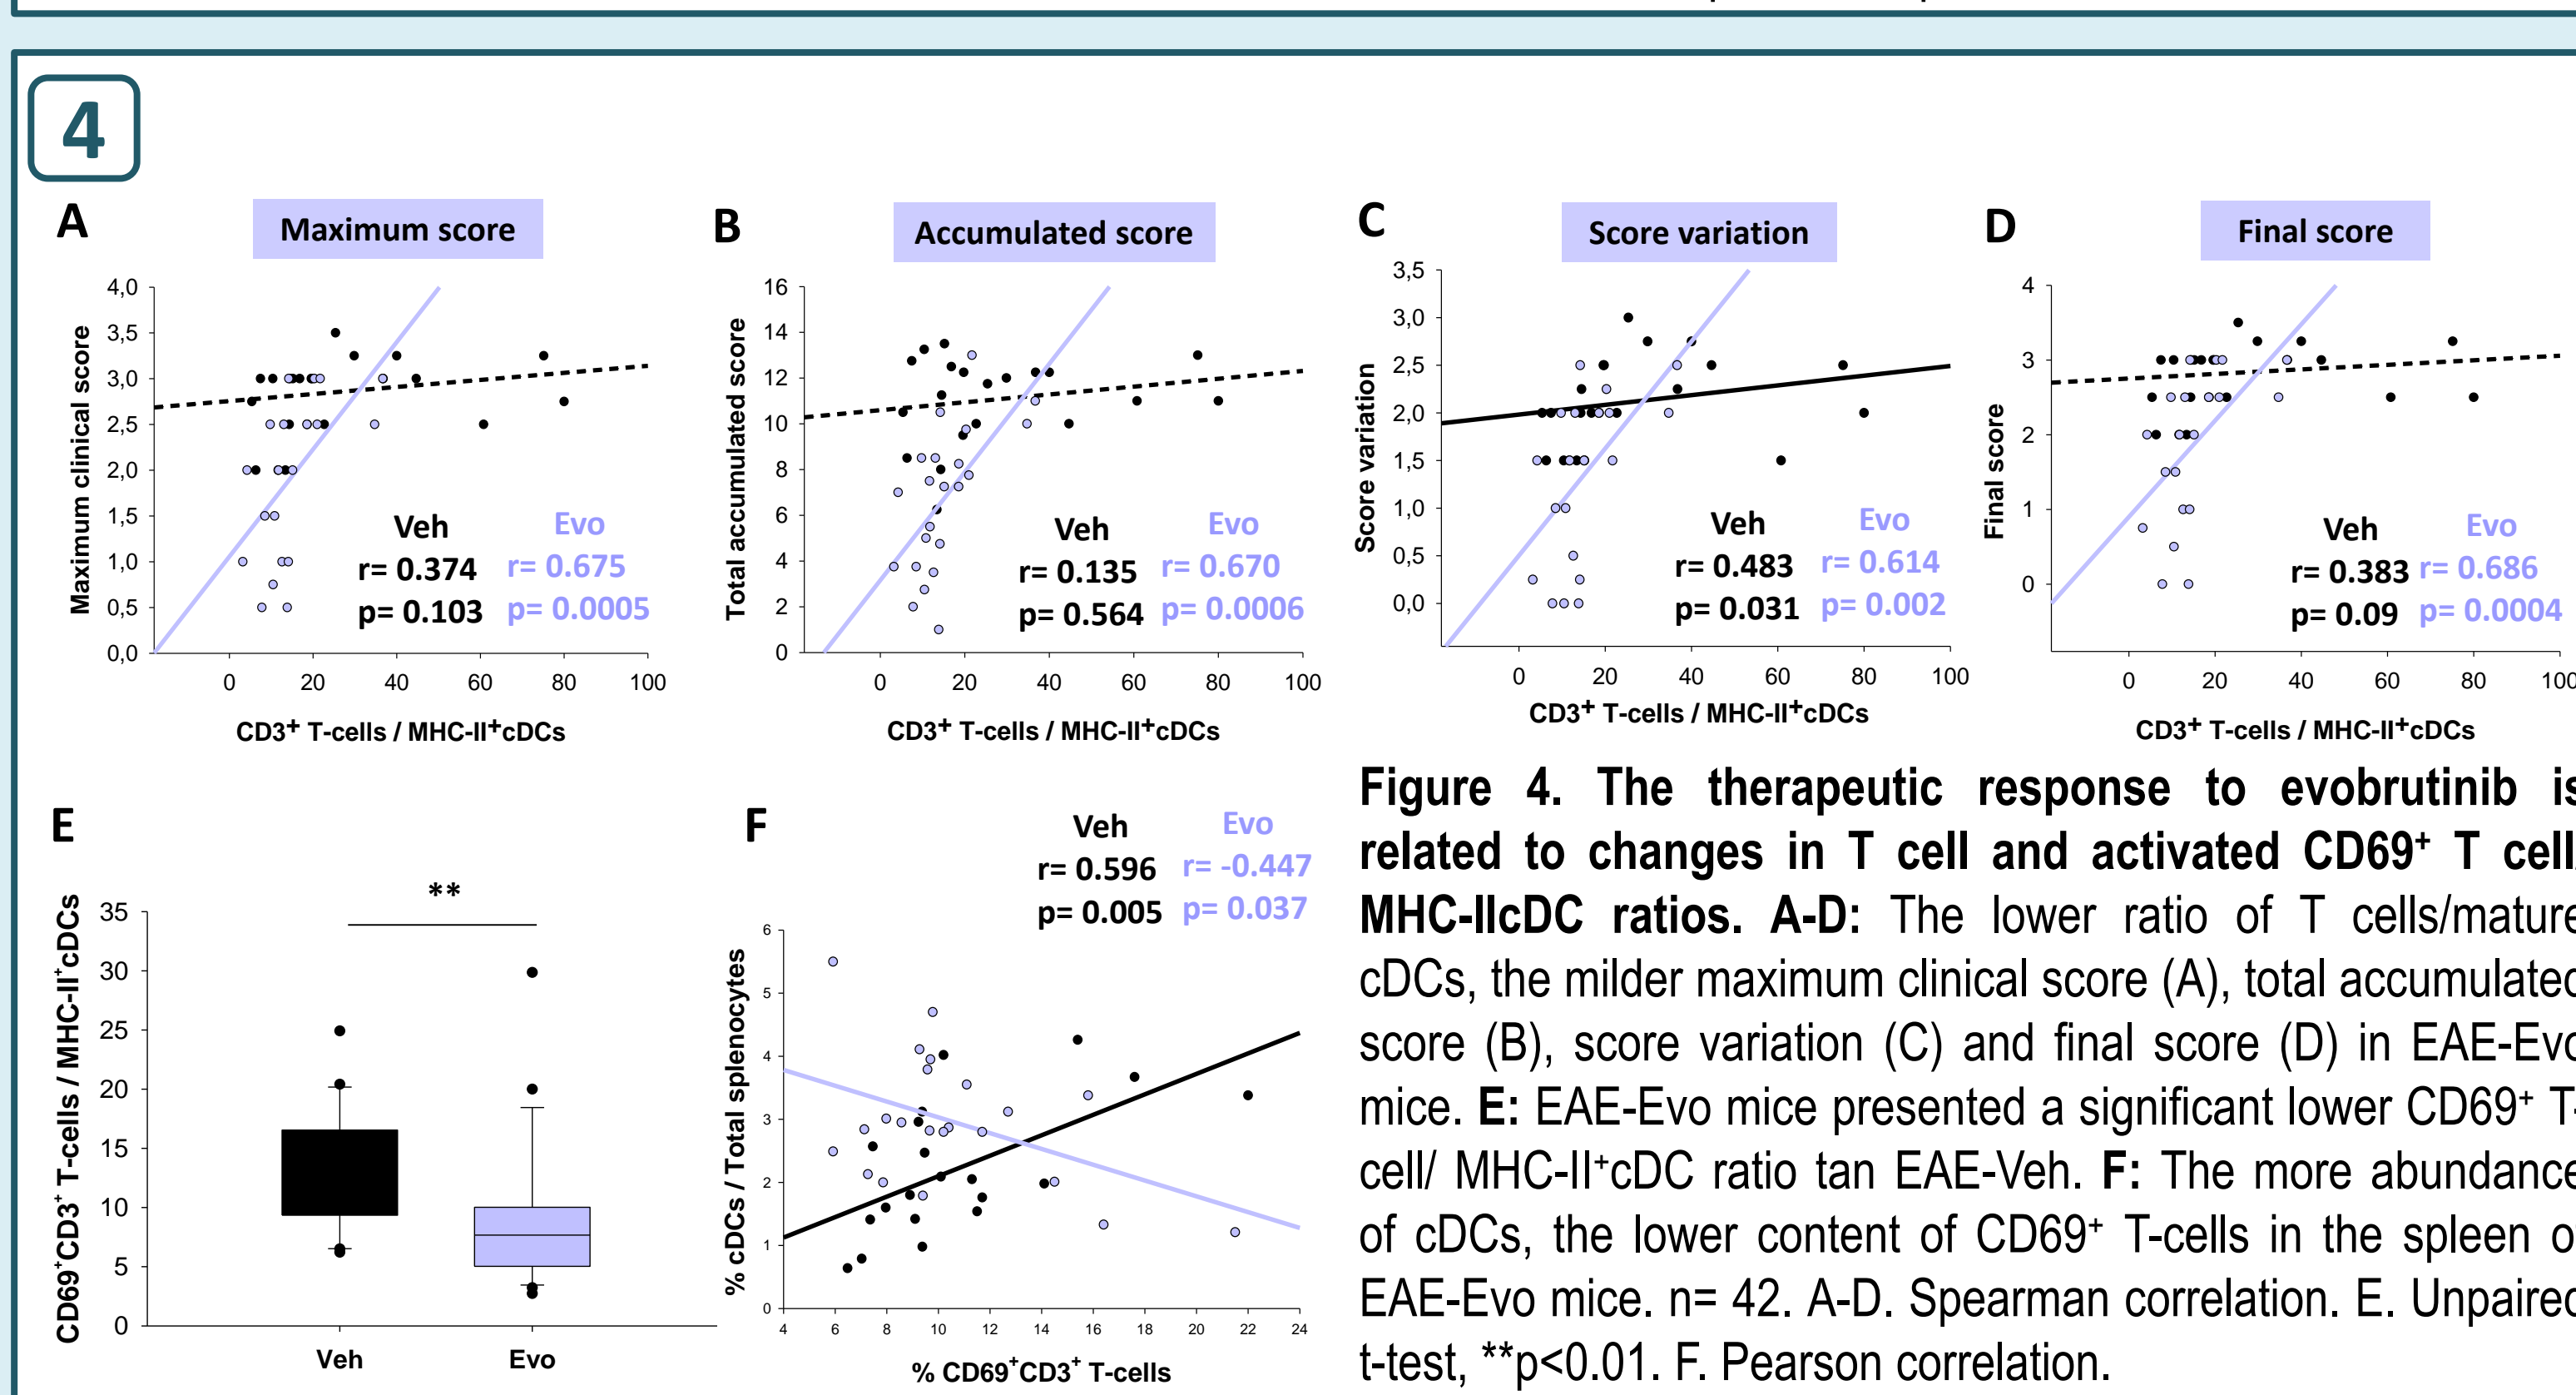 4
A
Maximum score
Maximum clinical score
4,0
3,5
3,0
2,5
2,0
1,5
1,0
0,5
0,0
Veh
r= 0.374
p= 0.103
Evo
r= 0.675
p= 0.0005
0 20 40 60 80 100
CD3+ T-cells / MHC-II+cDCs
B
Accumulated score
Total accumulated score
16
14
12
10
8
6
4
2
0
Veh
r= 0.135
p= 0.564
Evo
r= 0.670
p= 0.0006
0 20 40 60 80 100
CD3+ T-cells / MHC-II+cDCs
C
Score variation
Score variation
3,5
3,0
2,5
2,0
1,5
1,0
0,5
0,0
Veh
r= 0.483
p= 0.031
Evo
r= 0.614
p= 0.002
0 20 40 60 80 100
CD3+ T-cells / MHC-II+cDCs
D
Final score
Final score
4
3
2
1
0
Veh
r= 0.383
p= 0.09
Evo
r= 0.686
p= 0.0004
0 20 40 60 80 100
CD3+ T-cells / MHC-II+cDCs
E
CD69+CD3+ T-cells / MHC-II+cDCs
35
30
25
20
15
10
5
0
**
Veh Evo
F
Veh
r= 0.596
p= 0.005
Evo
r= -0.447
p= 0.037
% cDCs / Total splenocytes
6
5
4
3
2
1
0
4 6 8 10 12 14 16 18 20 22 24
% CD69+CD3+ T-cells
Figure 4. The therapeutic response to evobrutinib is
related to changes in T cell and activated CD69+ T cell/
MHC-IIcDC ratios. A-D: The lower ratio of T cells/mature
cDCs, the milder maximum clinical score (A), total accumulated
score (B), score variation (C) and final score (D) in EAE-Evo
mice. E: EAE-Evo mice presented a significant lower CD69+ T-
cell/ MHC-II+cDC ratio tan EAE-Veh. F: The more abundance
of cDCs, the lower content of CD69+ T-cells in the spleen of
EAE-Evo mice. n= 42. A-D. Spearman correlation. E. Unpaired
t-test, **p<0.01. F. Pearson correlation.